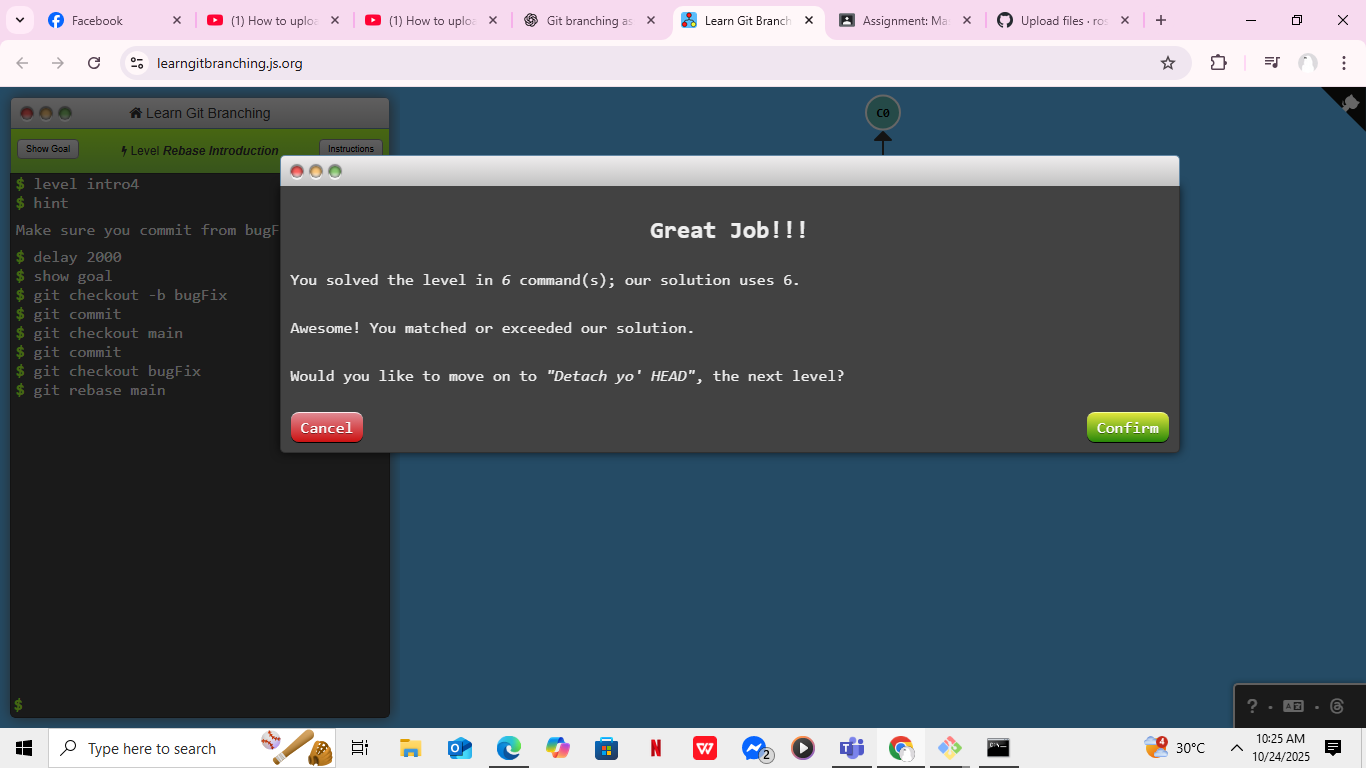 Facebook
(1) How to uplo
(1) How to uplo
Git branching as
Learn Git Branch
Assignment: Ma
Upload files · ros
learngitbranching.js.org
Learn Git Branching
Show Goal
Level Rebase Introduction
Instructions
$ level intro4
$ hint
Make sure you commit from bugF
$ delay 2000
$ show goal
$ git checkout -b bugFix
$ git commit
$ git checkout main
$ git commit
$ git checkout bugFix
$ git rebase main
$
C0
Great Job!!!
You solved the level in 6 command(s); our solution uses 6.
Awesome! You matched or exceeded our solution.
Would you like to move on to "Detach yo' HEAD", the next level?
Cancel
Confirm
?
Type here to search
2
4
30°C
10:25 AM
10/24/2025